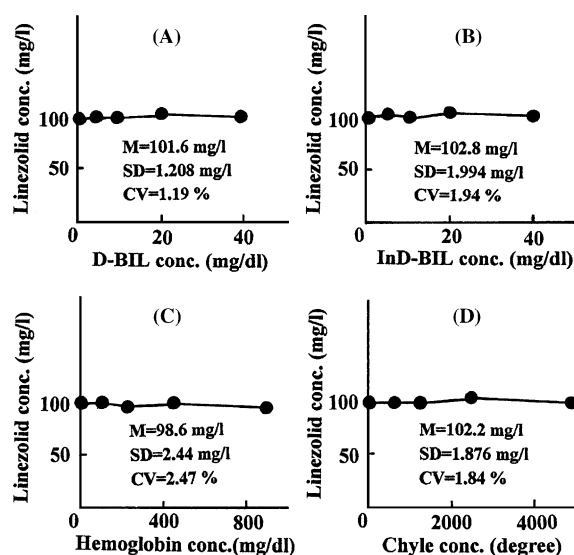 (A)
Linezolid conc. (mg/l)
100
50
M=101.6 mg/l
SD=1.208 mg/l
CV=1.19 %
0 20 40
D-BIL conc. (mg/dl)
(B)
Linezolid conc. (mg/l)
100
50
M=102.8 mg/l
SD=1.994 mg/l
CV=1.94 %
0 20 40
InD-BIL conc. (mg/dl)
(C)
Linezolid conc. (mg/l)
100
50
M=98.6 mg/l
SD=2.44 mg/l
CV=2.47 %
0 400 800
Hemoglobin conc.(mg/dl)
(D)
Linezolid conc. (mg/l)
100
50
M=102.2 mg/l
SD=1.876 mg/l
CV=1.84 %
0 2000 4000
Chyle conc. (degree)